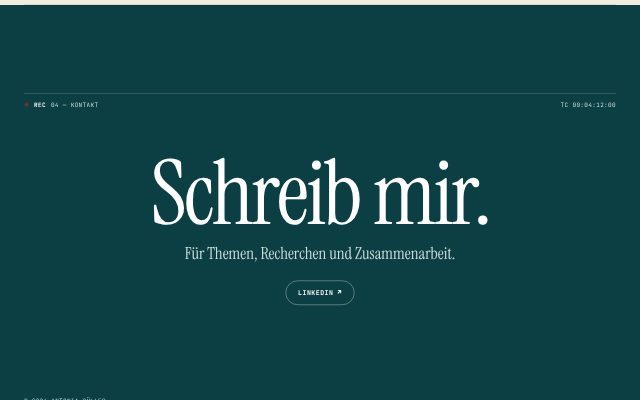 REC 04 — KONTAKT
TC 00:04:12:00
Schreib mir.
Für Themen, Recherchen und Zusammenarbeit.
LINKEDIN ↗